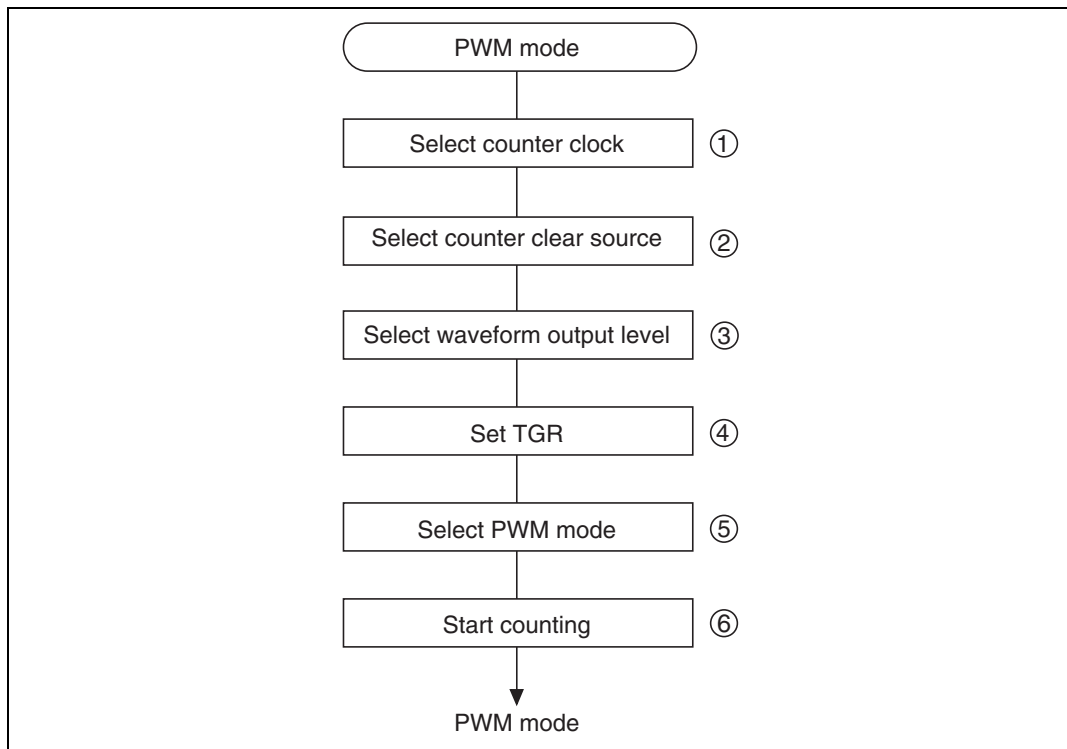 PWM mode
Select counter clock ①
Select counter clear source ②
Select waveform output level ③
Set TGR ④
Select PWM mode ⑤
Start counting ⑥
PWM mode